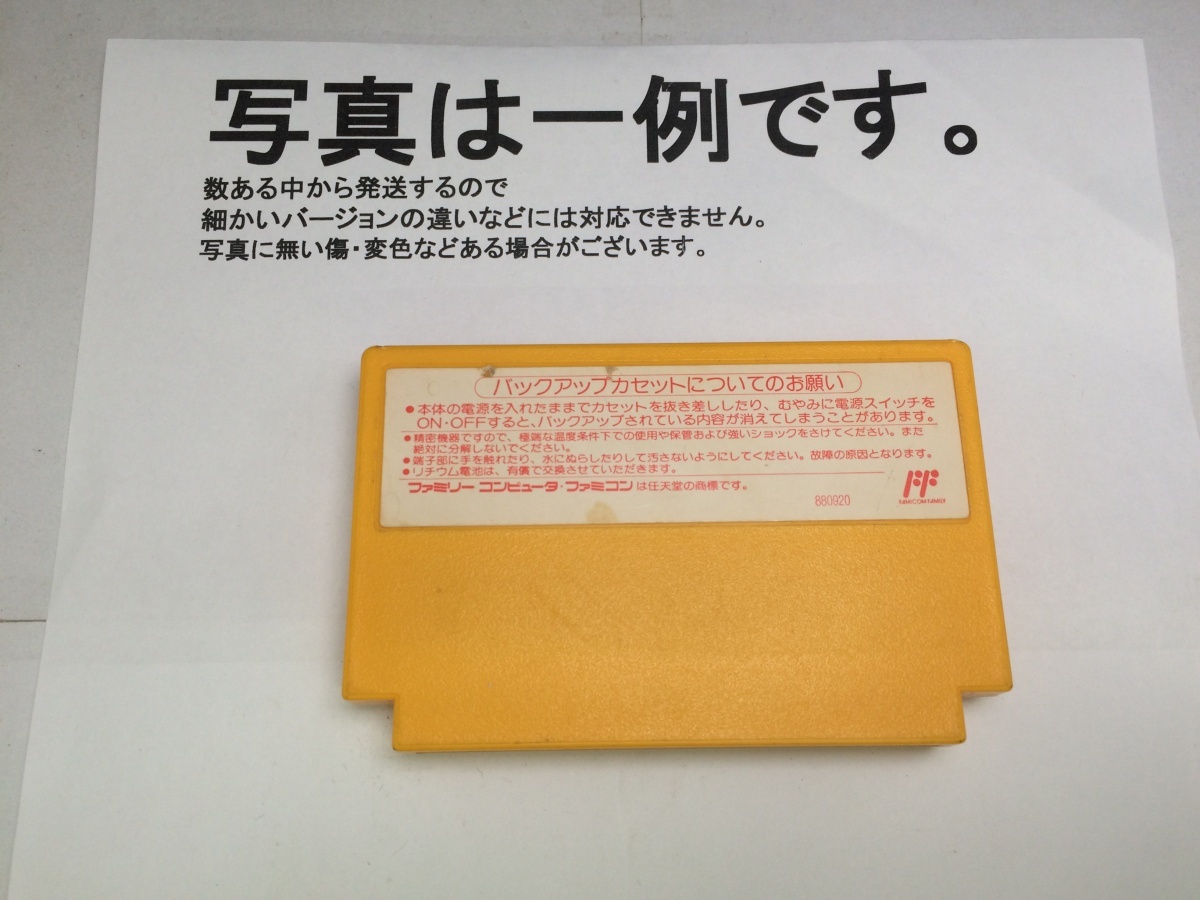 写真は一例です。
数ある中から発送するので
細かいバージョンの違いなどには対応できません。
写真に無い傷・変色などある場合がございます。
バックアップカセットについてのお願い
●本体の電源を入れたままでカセットを抜き差ししたり、むやみに電源スイッチを
ON・OFFすると、バックアップされている内容が消えてしまうことがあります。
●精密機器ですので、極端な温度条件下での使用や保管および強いショックをさけてください。また
絶対に分解しないでください。
●端子部に手を触れたり、水にぬらしたりして汚さないようにしてください。故障の原因となります。
●リチウム電池は、有償で交換させていただきます。
ファミリーコンピュータ・ファミコンは任天堂の商標です。
880920
FAMICOM FAMILY